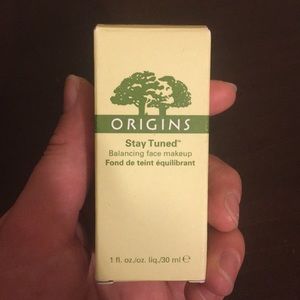 ORIGINS
Stay Tuned™
Balancing face makeup
Fond de teint équilibrant
1 fl. oz./oz. liq./30 ml ℮